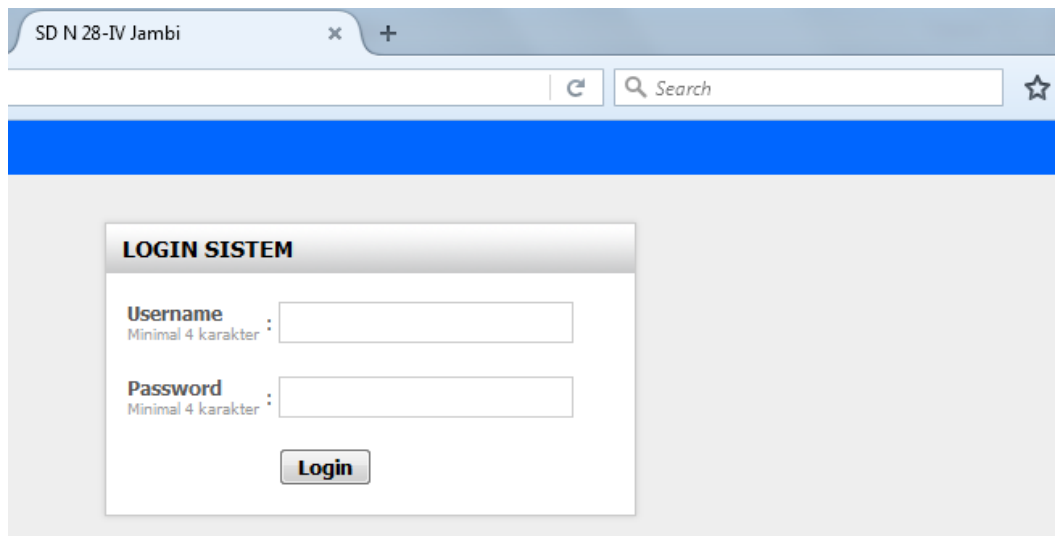 SD N 28-IV Jambi
Search
LOGIN SISTEM
Username
Minimal 4 karakter :
Password
Minimal 4 karakter :
Login